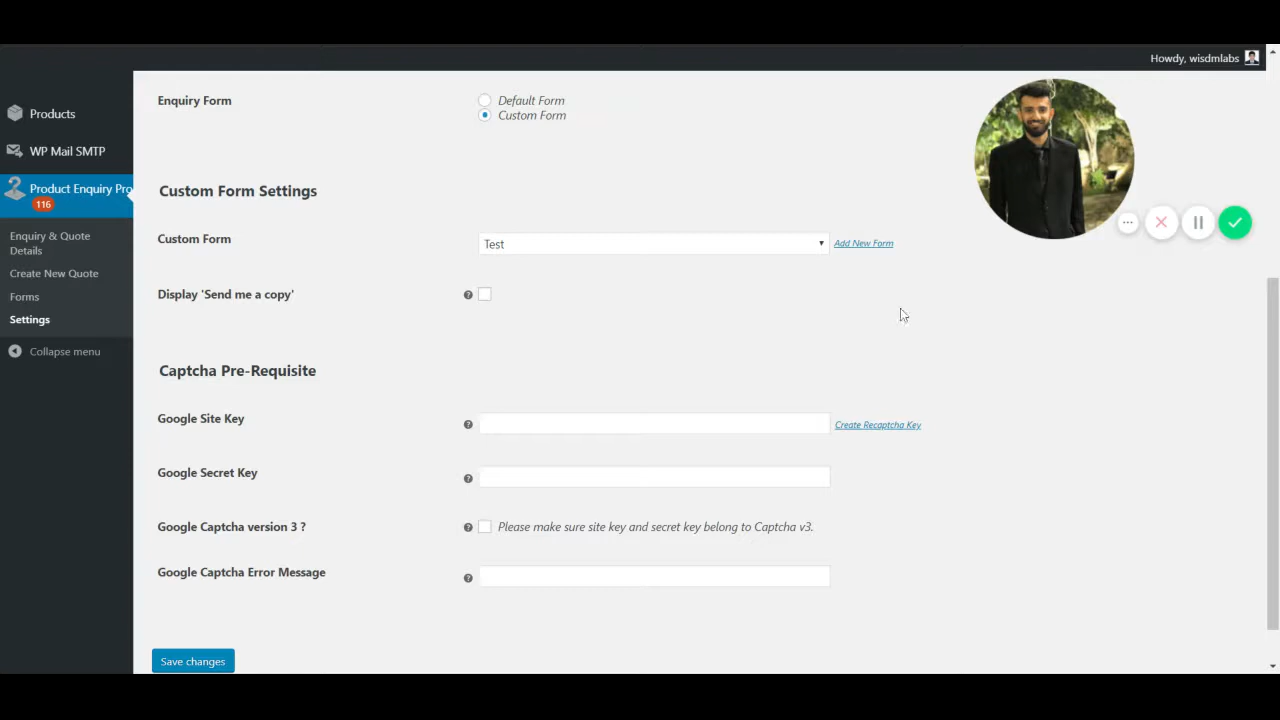 Howdy, wisdmlabs
Products
WP Mail SMTP
Product Enquiry Pro
116
Enquiry & Quote
Details
Create New Quote
Forms
Settings
Collapse menu
Enquiry Form
Default Form
Custom Form
Custom Form Settings
Custom Form
Test
Add New Form
Display 'Send me a copy'
Captcha Pre-Requisite
Google Site Key
Create Recaptcha Key
Google Secret Key
Google Captcha version 3 ?
Please make sure site key and secret key belong to Captcha v3.
Google Captcha Error Message
Save changes